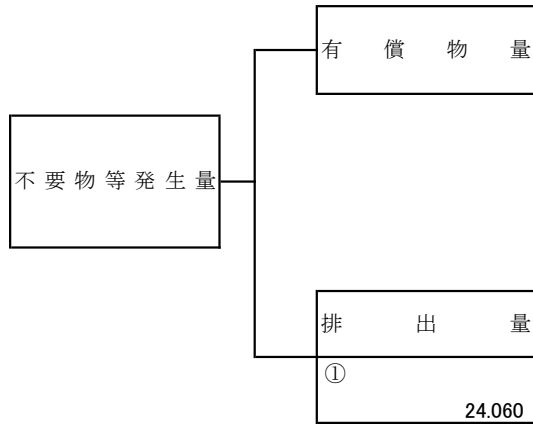 有償物量
不要物等発生量
排出量
①
24.060